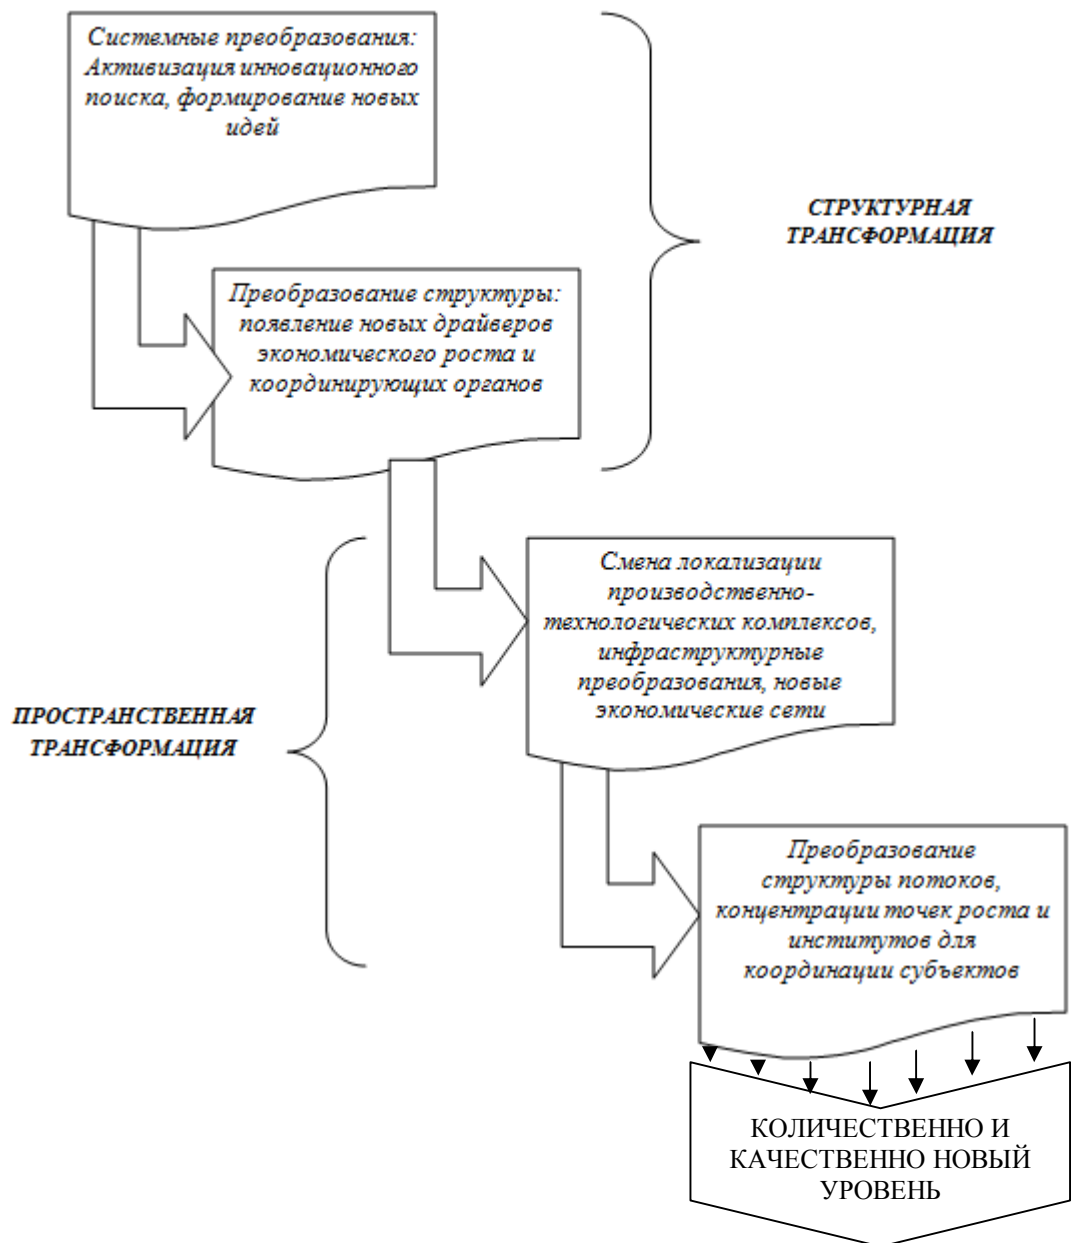 Системные преобразования:
Активизация инновационного
поиска, формирование новых
идей
СТРУКТУРНАЯ
ТРАНСФОРМАЦИЯ
Преобразование структуры:
появление новых драйверов
экономического роста и
координирующих органов
Смена локализации
производственно-
технологических комплексов,
инфраструктурные
преобразования, новые
экономические сети
ПРОСТРАНСТВЕННАЯ
ТРАНСФОРМАЦИЯ
Преобразование
структуры потоков,
концентрации точек роста и
институтов для
координации субъектов
КОЛИЧЕСТВЕННО И
КАЧЕСТВЕННО НОВЫЙ
УРОВЕНЬ